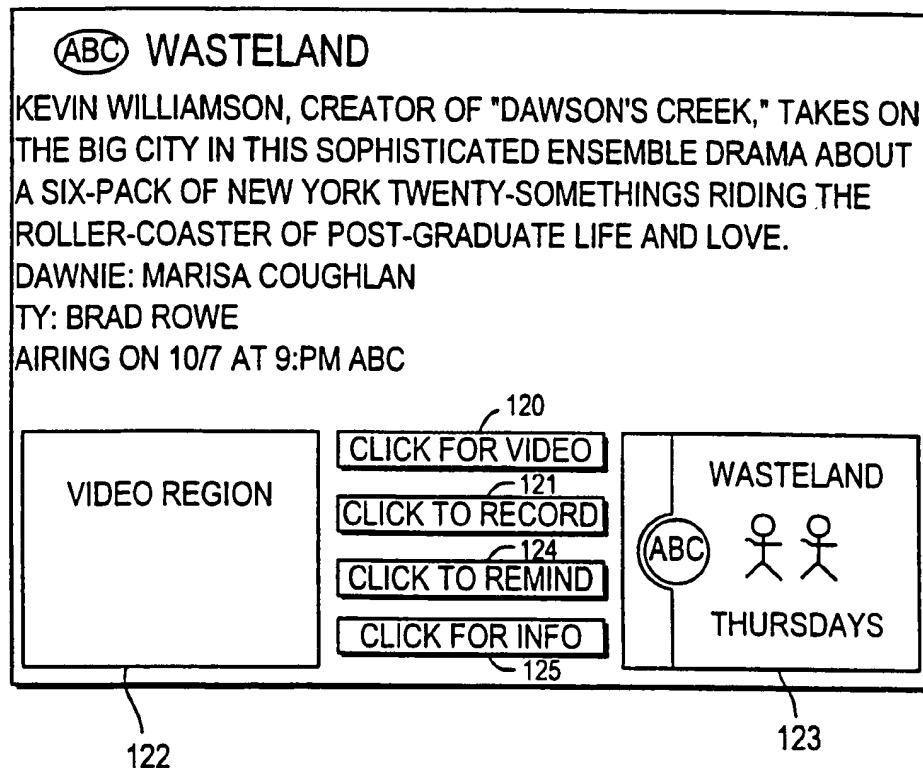 ABC WASTELAND
KEVIN WILLIAMSON, CREATOR OF "DAWSON'S CREEK," TAKES ON
THE BIG CITY IN THIS SOPHISTICATED ENSEMBLE DRAMA ABOUT
A SIX-PACK OF NEW YORK TWENTY-SOMETHINGS RIDING THE
ROLLER-COASTER OF POST-GRADUATE LIFE AND LOVE.
DAWNIE: MARISA COUGHLAN
TY: BRAD ROWE
AIRING ON 10/7 AT 9:PM ABC
VIDEO REGION
120
CLICK FOR VIDEO
121
CLICK TO RECORD
124
CLICK TO REMIND
CLICK FOR INFO
125
WASTELAND
ABC
THURSDAYS
122
123